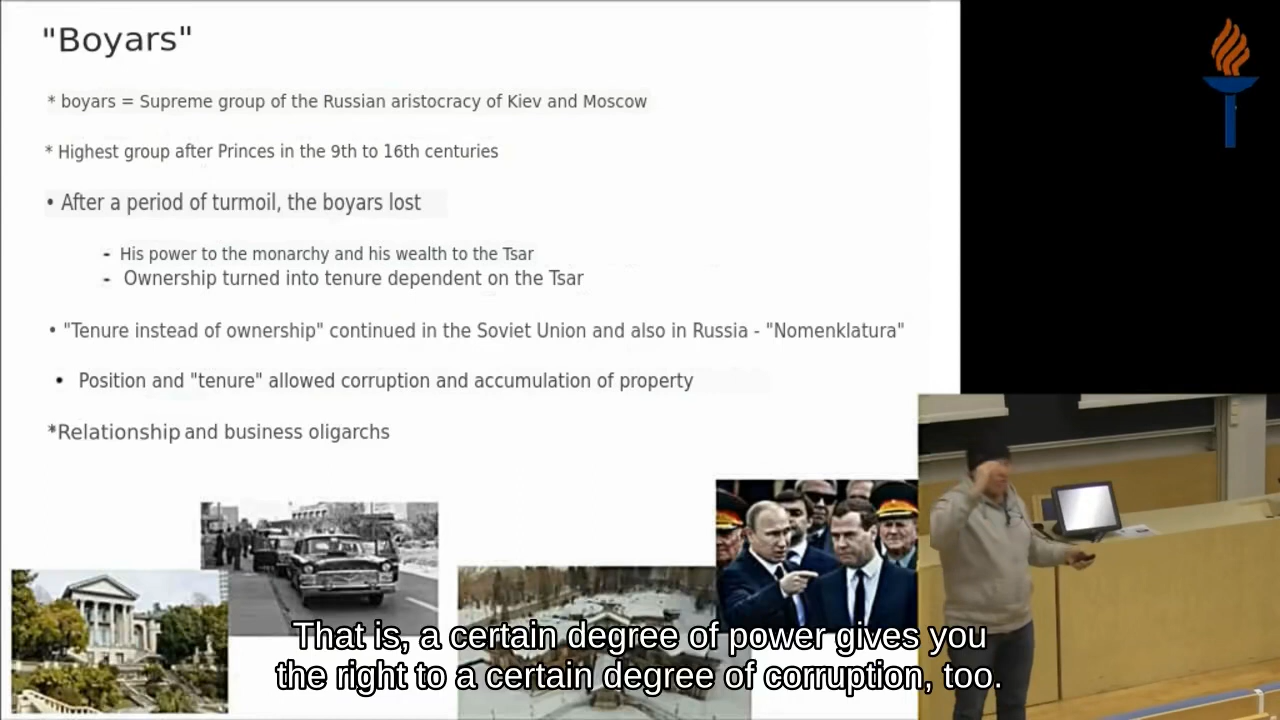 "Boyars"
* boyars = Supreme group of the Russian aristocracy of Kiev and Moscow
* Highest group after Princes in the 9th to 16th centuries
• After a period of turmoil, the boyars lost
- His power to the monarchy and his wealth to the Tsar
- Ownership turned into tenure dependent on the Tsar
• "Tenure instead of ownership" continued in the Soviet Union and also in Russia - "Nomenklatura"
• Position and "tenure" allowed corruption and accumulation of property
*Relationship and business oligarchs
That is, a certain degree of power gives you
the right to a certain degree of corruption, too.